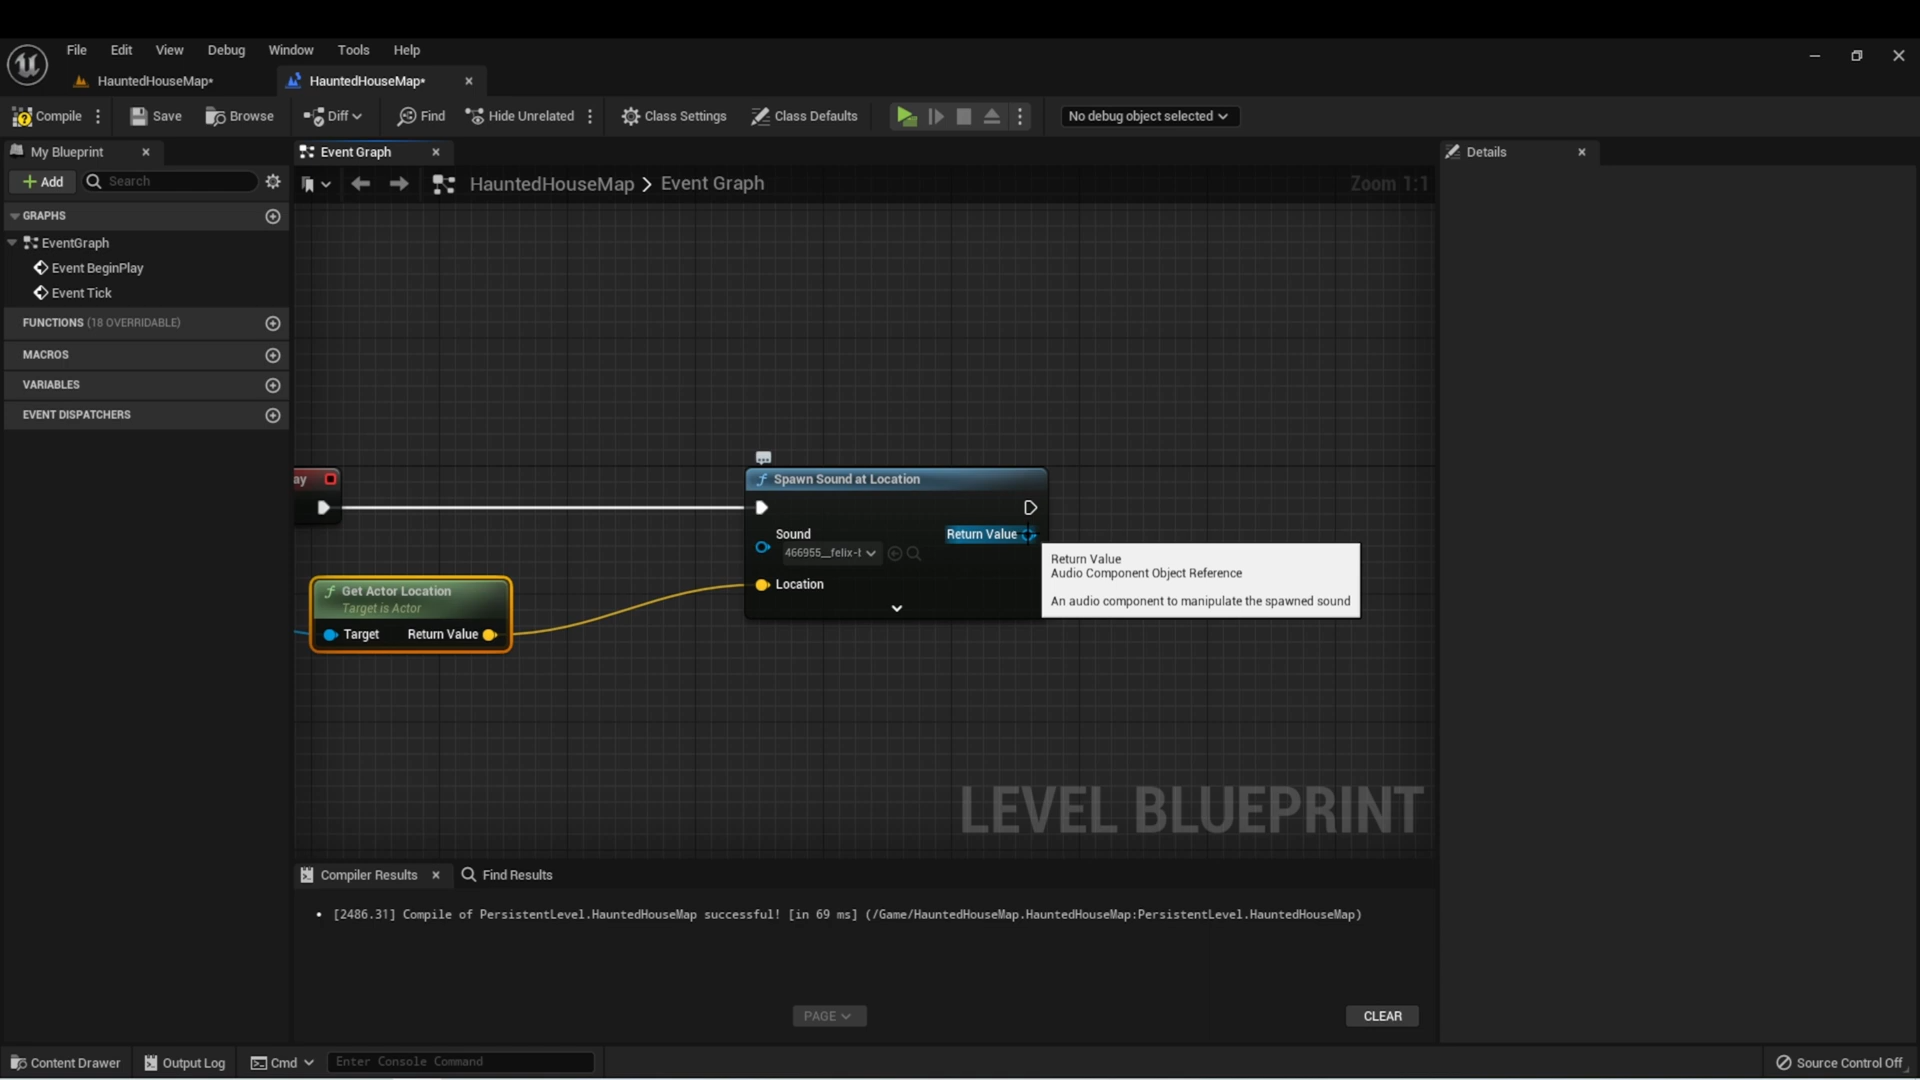 File Edit View Debug Window Tools Help
HauntedHouseMap*
HauntedHouseMap*
Compile Save Browse Diff Find Hide Unrelated Class Settings Class Defaults No debug object selected
My Blueprint
Event Graph
Details
Add
Search
HauntedHouseMap > Event Graph
Zoom 1:1
GRAPHS
EventGraph
Event BeginPlay
Event Tick
FUNCTIONS (18 OVERRIDABLE)
MACROS
VARIABLES
EVENT DISPATCHERS
ay
f Spawn Sound at Location
Sound
466955__felix-b
Return Value
Location
Return Value
Audio Component Object Reference
An audio component to manipulate the spawned sound
f Get Actor Location
Target is Actor
Target Return Value
LEVEL BLUEPRINT
Compiler Results
Find Results
• [2486.31] Compile of PersistentLevel.HauntedHouseMap successful! [in 69 ms] (/Game/HauntedHouseMap.HauntedHouseMap:PersistentLevel.HauntedHouseMap)
PAGE
CLEAR
Content Drawer Output Log Cmd Enter Console Command Source Control Off